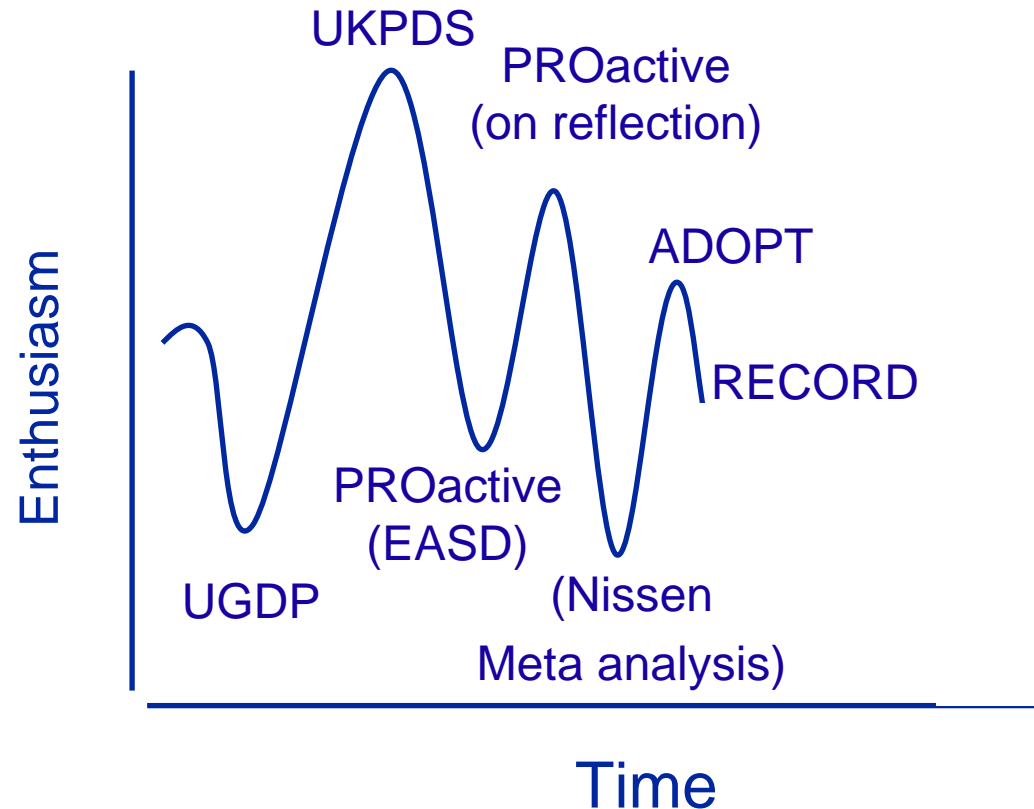 UKPDS
PROactive
(on reflection)
ADOPT
RECORD
Enthusiasm
PROactive
(EASD)
UGDP
(Nissen
Meta analysis)
Time